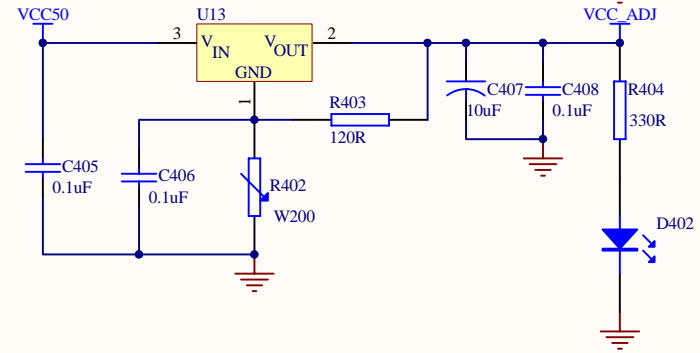 VCC50
U13
VCC_ADJ
3
VIN
VOUT
2
GND
1
R403
120R
C407
10uF
C408
0.1uF
R404
330R
C405
0.1uF
C406
0.1uF
R402
W200
D402